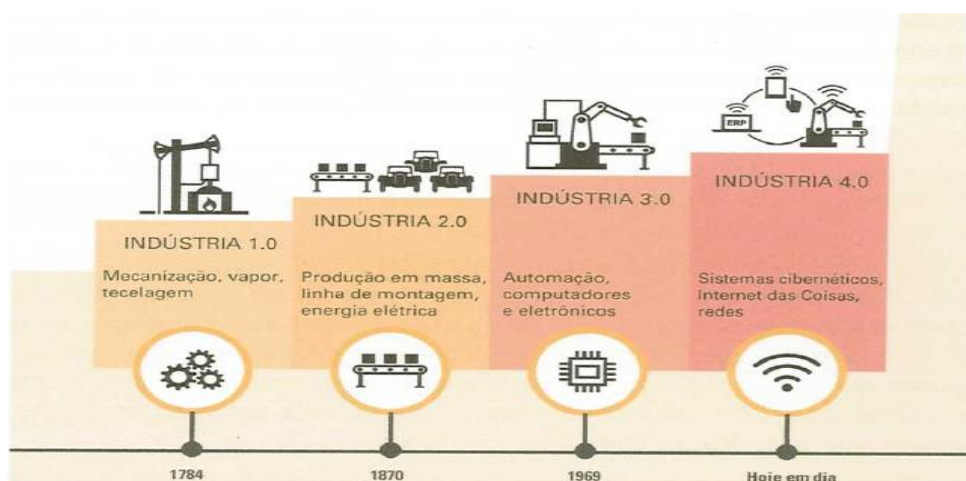 ERP
INDÚSTRIA 1.0
Mecanização, vapor,
tecelagem
INDÚSTRIA 2.0
Produção em massa,
linha de montagem,
energia elétrica
INDÚSTRIA 3.0
Automação,
computadores
e eletrônicos
INDÚSTRIA 4.0
Sistemas cibernéticos,
Internet das Coisas,
redes
1784
1870
1969
Hoje em dia